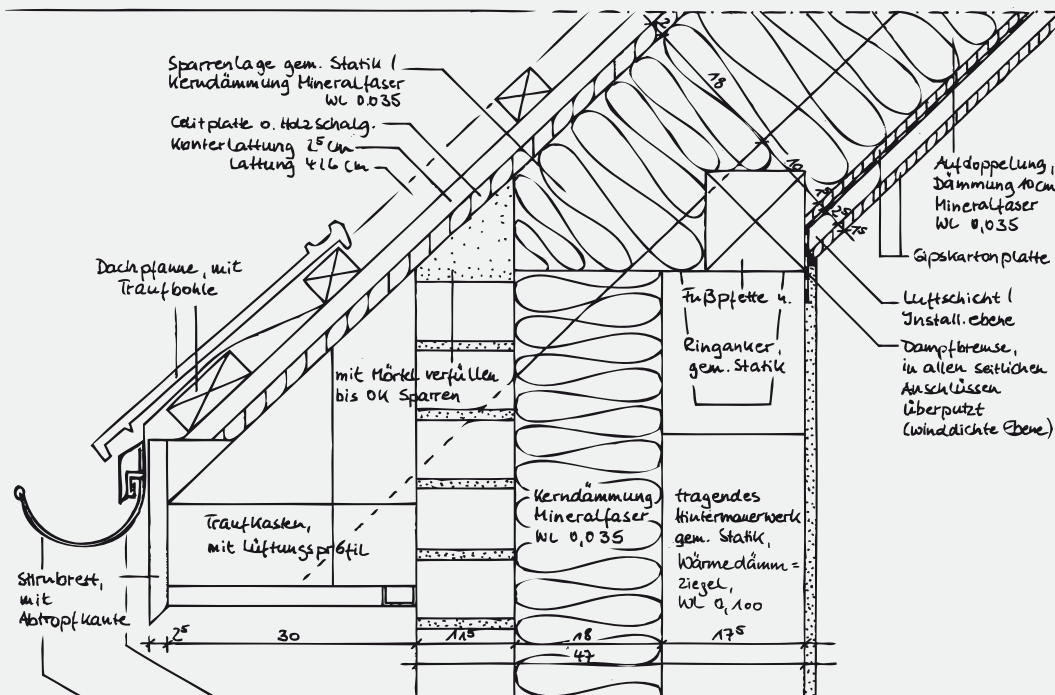 Sparrenlage gem. Statik /
Kerndämmung Mineralfaser
WL 0.035
Celitplatte o. Holzschalg.
Konterlattung 2⁵ cm
Lattung 4/6 cm
Dachpfanne, mit
Traufbohle
mit Mörtel verfüllen
bis OK Sparren
Traufkasten,
mit Lüftungsprofil
Stirnbrett,
mit
Abtropfkante
2
18
10
1⁵
2⁵
1⁵
Aufdoppelung,
Dämmung 10cm
Mineralfaser
WL 0,035
Gipskartonplatte
Luftschicht /
Install.ebene
Dampfbremse,
in allen seitlichen
Anschlüssen
überputzt
(winddichte Ebene)
Fußpfette u.
Ringanker,
gem. Statik
Kerndämmung
Mineralfaser
WL 0,035
tragendes
Hintermauerwerk
gem. Statik,
Wärmedämm=
ziegel,
WL 0,100
2⁵ 30 11⁵ 18 17⁵
47